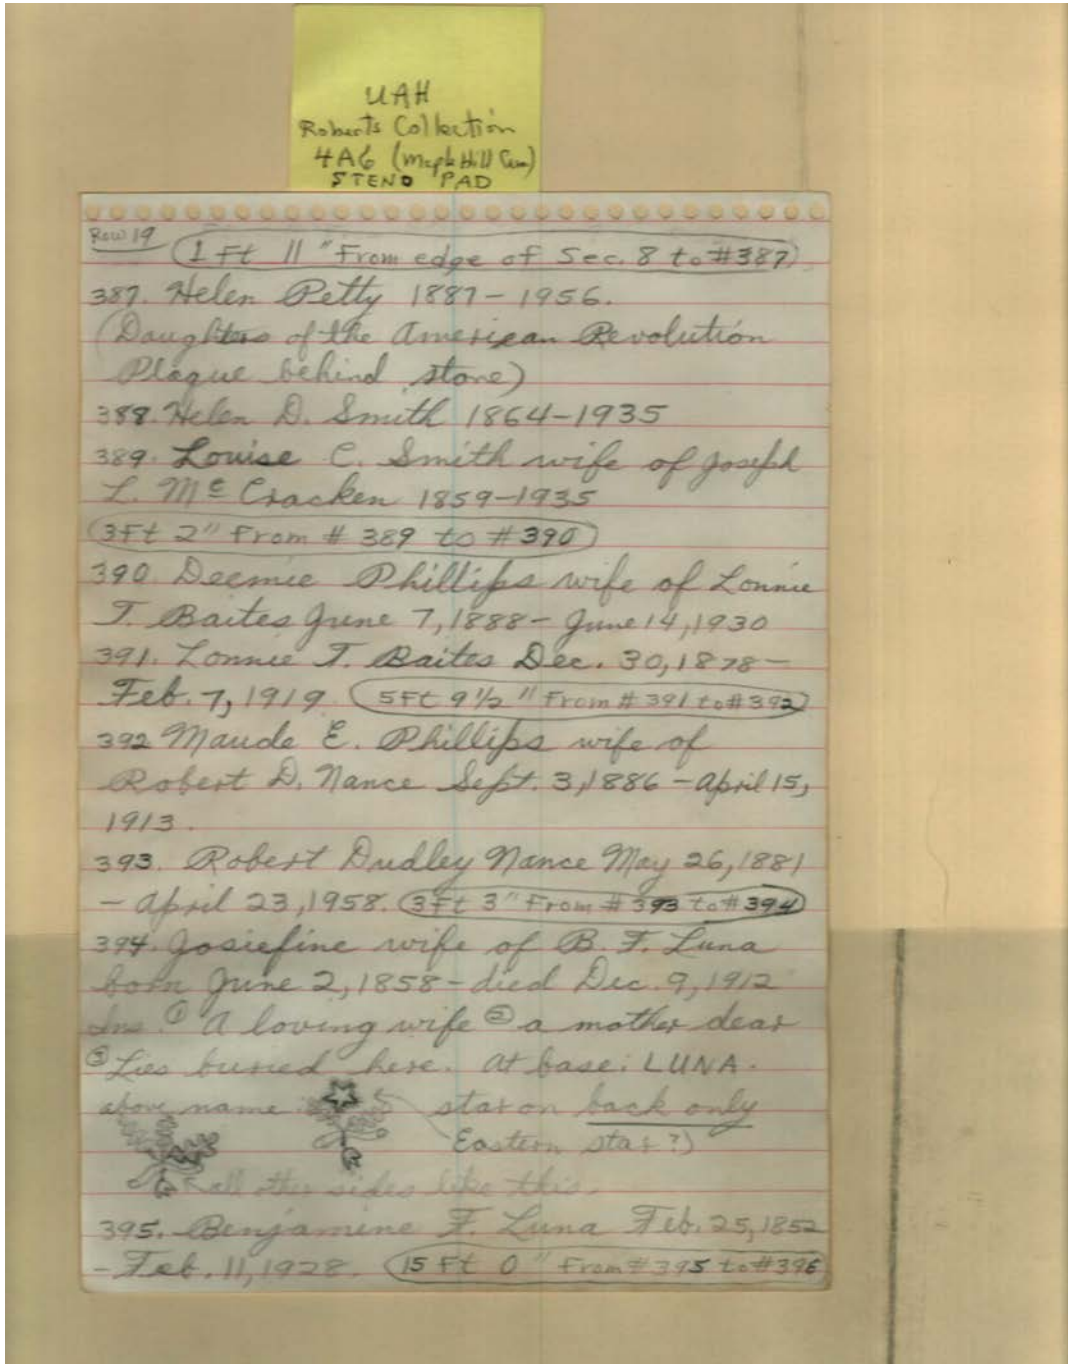 UAH
Roberts Collection
4A6 (Maple Hill Cem)
STENO PAD
Row 19
1 Ft 11" From edge of Sec. 8 to #387
387. Helen Petty 1887-1956.
(Daughters of the American Revolution
Plaque behind stone)
388. Helen D. Smith 1864-1935
389. Louise C. Smith wife of Joseph
L. McCracken 1859-1935
3Ft 2" From #389 to #390
390. Deemie Phillips wife of Lonnie
T. Baites June 7, 1888- June 14, 1930
391. Lonnie T. Baites Dec. 30, 1878-
Feb. 7, 1919. 5Ft 9 1/2" From #391 to #392
392 Maude E. Phillips wife of
Robert D. Nance Sept. 3, 1886 - April 15,
1913.
393. Robert Dudley Nance May 26, 1881
- April 23, 1958. 3Ft 3" From #393 to #394
394. Josiefine wife of B. F. Luna
born June 2, 1858 - died Dec. 9, 1912
Ins. ① A loving wife ② a mother dear
③ Lies buried here. At base: LUNA.
above name: star on back only
Eastern star?)
all other sides like this.
395. Benjamine F. Luna Feb. 25, 1852
- Feb. 11, 1928. 15 Ft 0" From #395 to #396